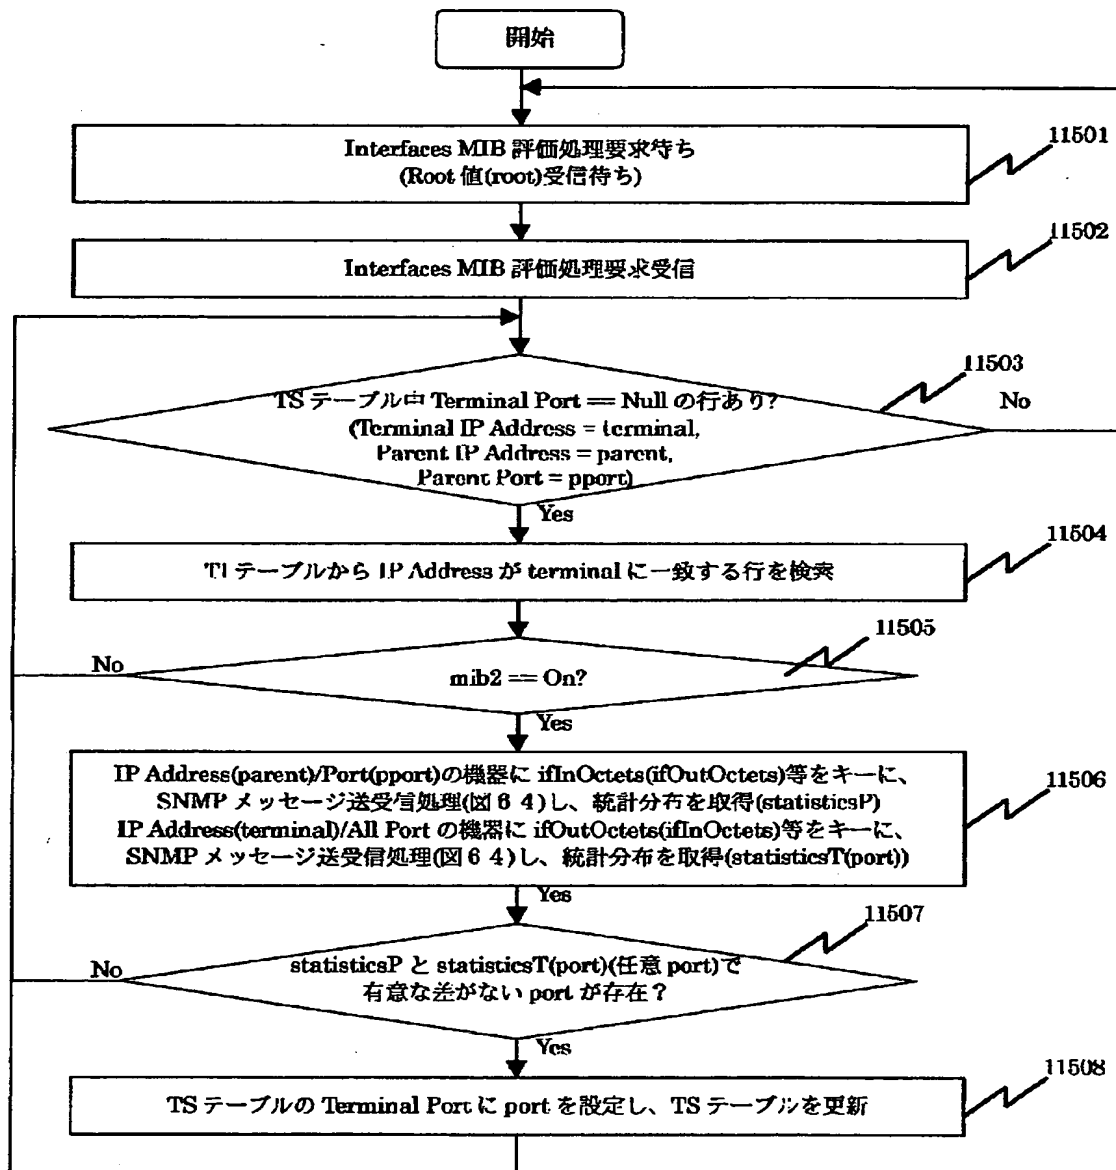 開始
Interfaces MIB 評価処理要求待ち
(Root 値(root)受信待ち)
11501
Interfaces MIB 評価処理要求受信
11502
TS テーブル中 Terminal Port == Null の行あり?
(Terminal IP Address = terminal,
Parent IP Address = parent,
Parent Port = pport)
11503
No
Yes
TI テーブルから IP Address が terminal に一致する行を検索
11504
mib2 == On?
11505
No
Yes
IP Address(parent)/Port(pport)の機器に ifInOctets(ifOutOctets)等をキーに、
SNMP メッセージ送受信処理(図６４)し、統計分布を取得(statisticsP)
IP Address(terminal)/All Port の機器に ifOutOctets(ifInOctets)等をキーに、
SNMP メッセージ送受信処理(図６４)し、統計分布を取得(statisticsT(port))
11506
Yes
statisticsP と statisticsT(port)(任意 port)で
有意な差がない port が存在？
11507
No
Yes
TS テーブルの Terminal Port に port を設定し、TS テーブルを更新
11508